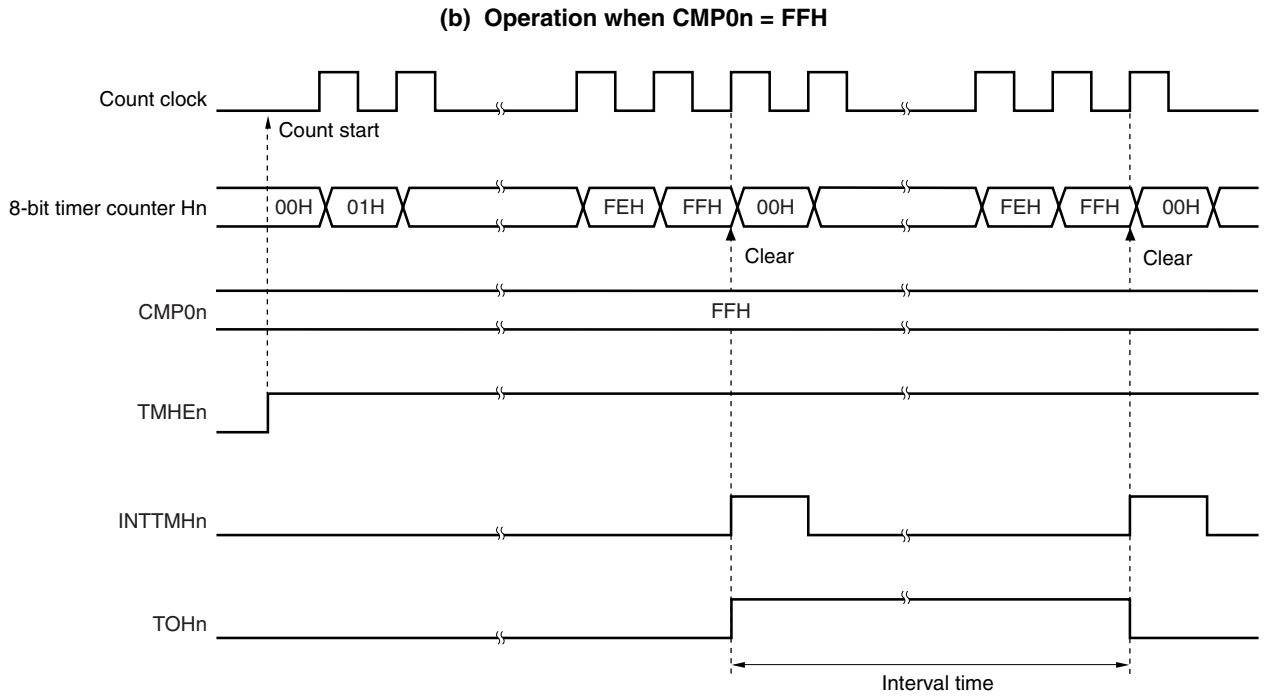 (b) Operation when CMP0n = FFH
Count clock
Count start
8-bit timer counter Hn
00H 01H FEH FFH 00H FEH FFH 00H
Clear Clear
CMP0n
FFH
TMHEn
INTTMHn
TOHn
Interval time